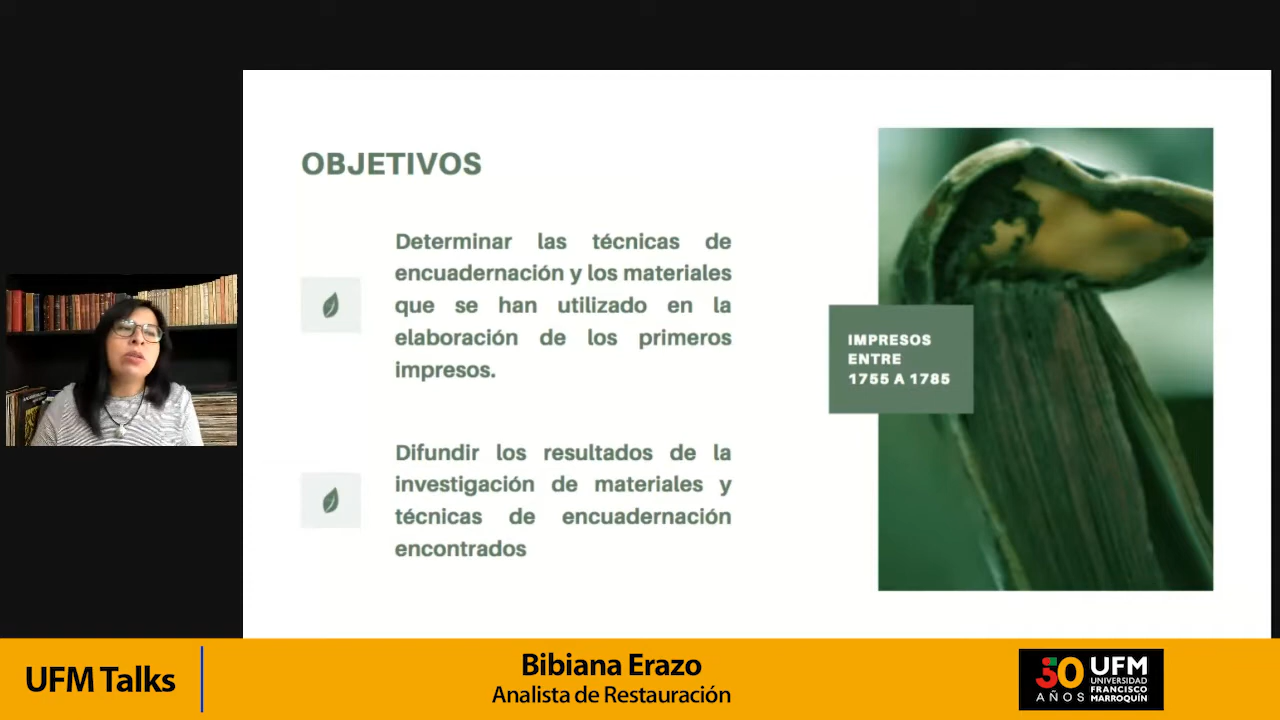 OBJETIVOS
Determinar las técnicas de
encuadernación y los materiales
que se han utilizado en la
elaboración de los primeros
impresos.
Difundir los resultados de la
investigación de materiales y
técnicas de encuadernación
encontrados
IMPRESOS
ENTRE
1755 A 1785
UFM Talks
Bibiana Erazo
Analista de Restauración
50
AÑOS
UFM
UNIVERSIDAD
FRANCISCO
MARROQUÍN